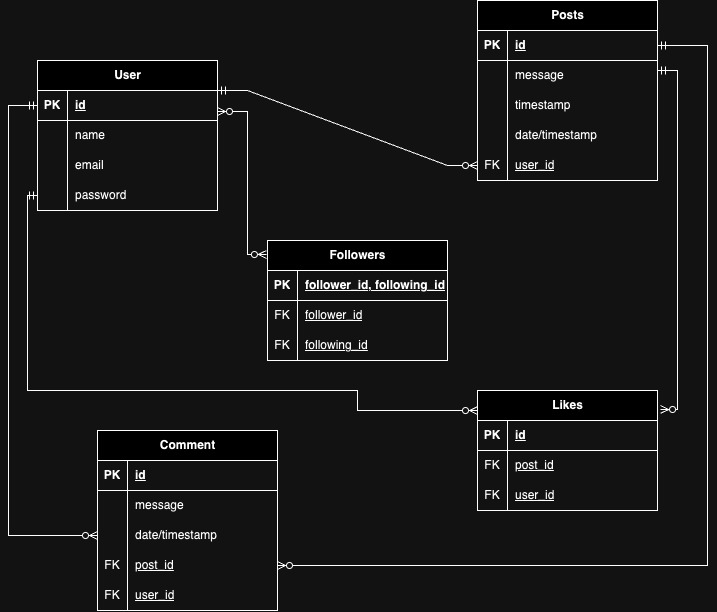 Posts
PK id
message
timestamp
date/timestamp
FK user_id
User
PK id
name
email
password
Followers
PK follower_id, following_id
FK follower_id
FK following_id
Likes
PK id
FK post_id
FK user_id
Comment
PK id
message
date/timestamp
FK post_id
FK user_id